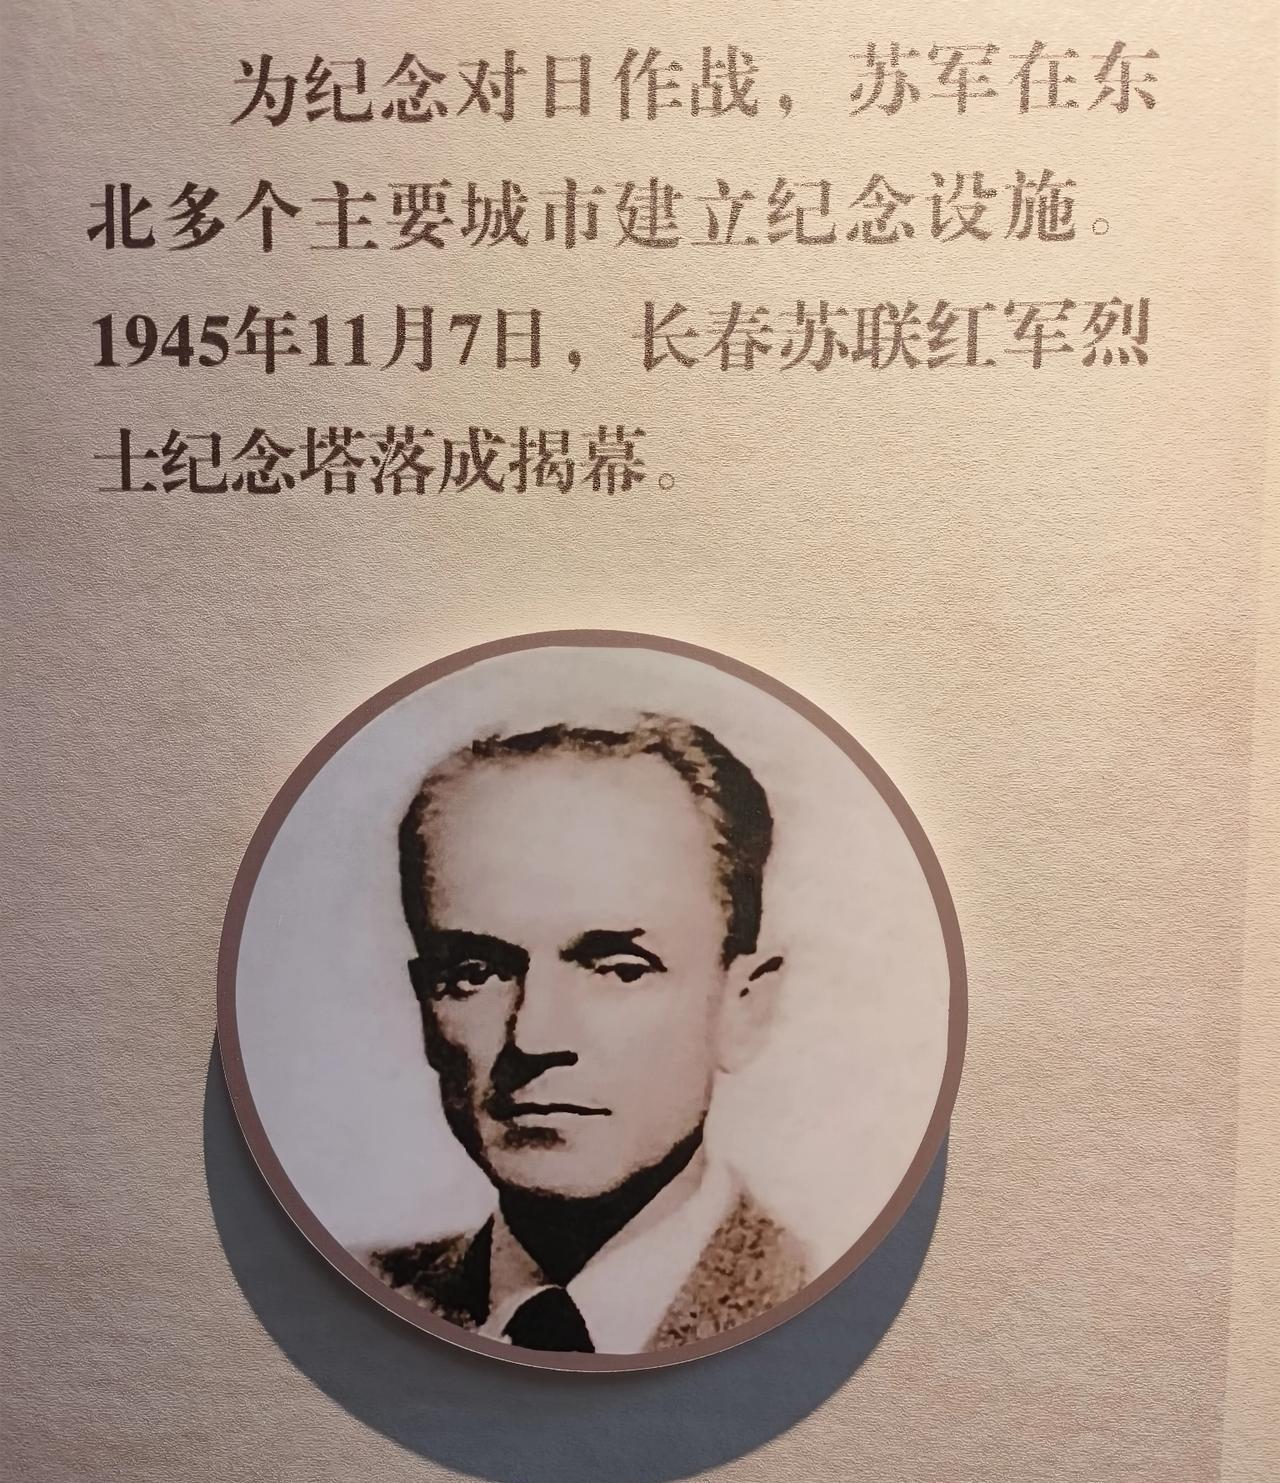 为纪念对日作战，苏军在东
北多个主要城市建立纪念设施。
1945年11月7日，长春苏联红军烈
士纪念塔落成揭幕。